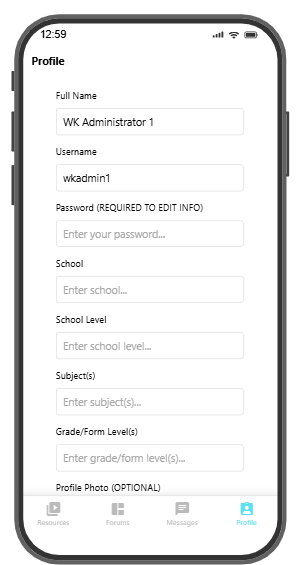 12:59
Profile
Full Name
WK Administrator 1
Username
wkadmin1
Password (REQUIRED TO EDIT INFO)
Enter your password...
School
Enter school...
School Level
Enter school level...
Subject(s)
Enter subject(s)...
Grade/Form Level(s)
Enter grade/form level(s)...
Profile Photo (OPTIONAL)
Resources Forums Messages Profile